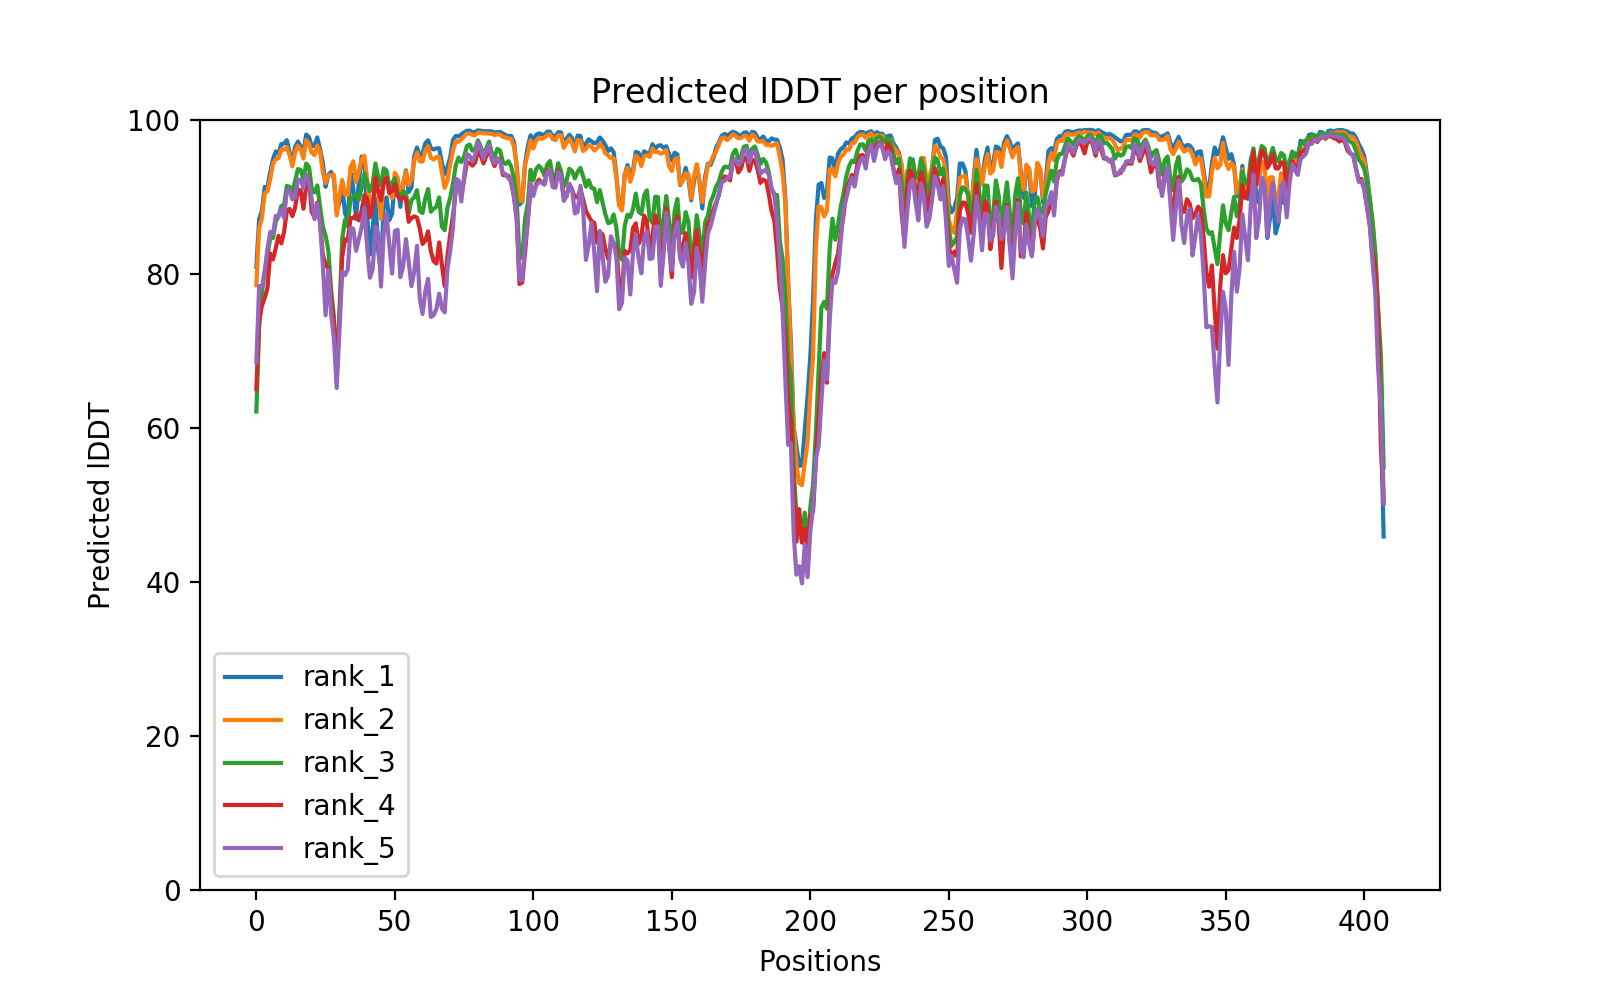 Predicted lDDT per position
100
80
60
40
20
0
Predicted lDDT
rank_1
rank_2
rank_3
rank_4
rank_5
0 50 100 150 200 250 300 350 400
Positions